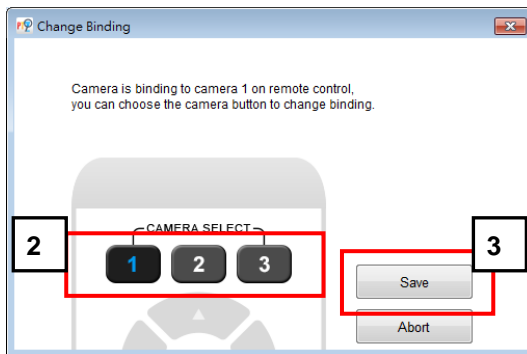 Change Binding
Camera is binding to camera 1 on remote control,
you can choose the camera button to change binding.
CAMERA SELECT
2
1 2 3
3
Save
Abort